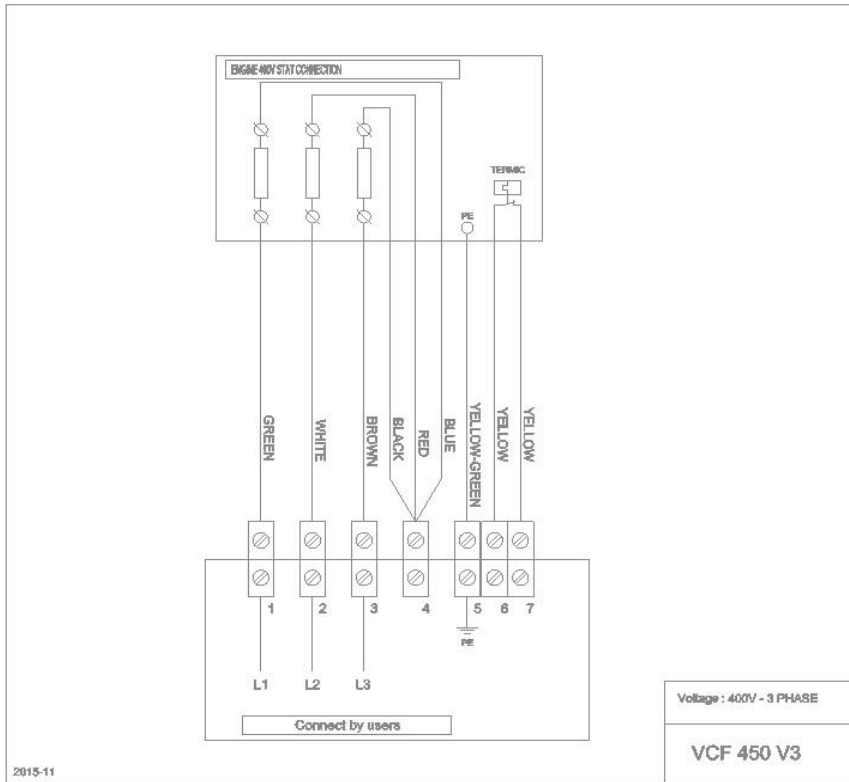 ENGINE 400V STAT CONNECTION
TERMIC
PE
GREEN
WHITE
BROWN
BLACK
RED
BLUE
YELLOW-GREEN
YELLOW
YELLOW
1 2 3 4 5 6 7
PE
L1 L2 L3
Connect by users
Voltage : 400V - 3 PHASE
VCF 450 V3
2015-11